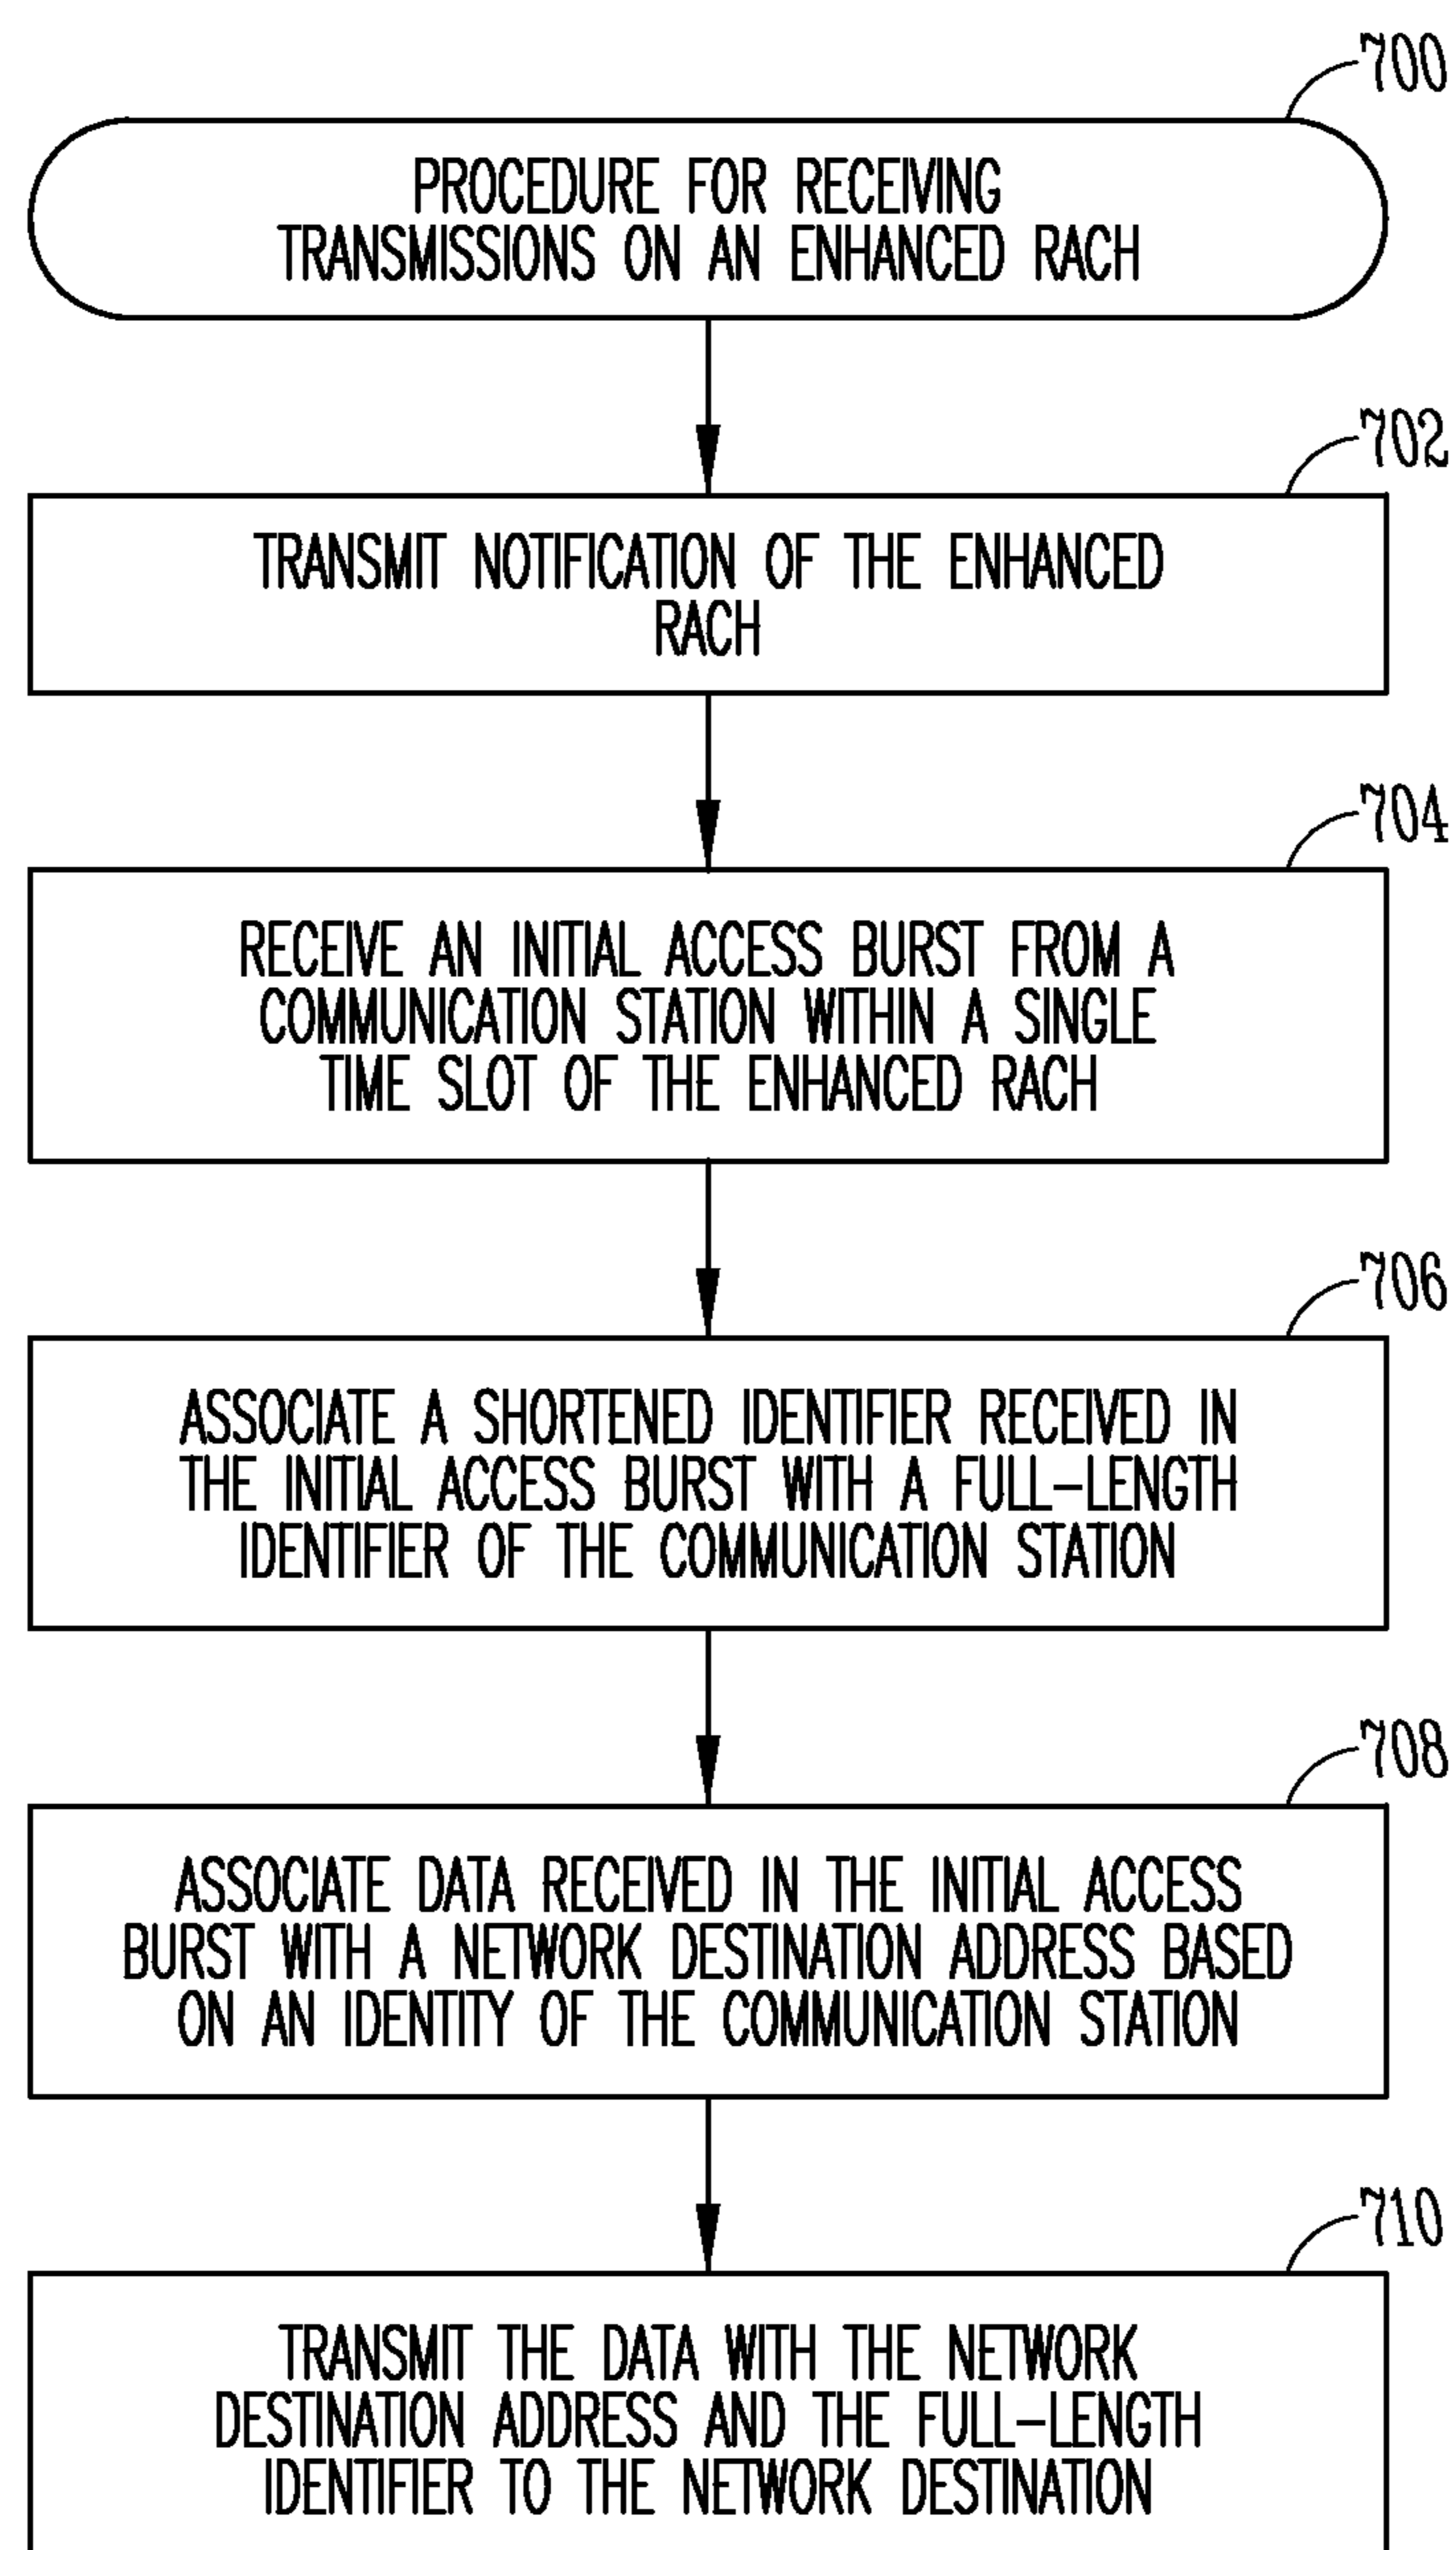 700
PROCEDURE FOR RECEIVING
TRANSMISSIONS ON AN ENHANCED RACH
702
TRANSMIT NOTIFICATION OF THE ENHANCED
RACH
704
RECEIVE AN INITIAL ACCESS BURST FROM A
COMMUNICATION STATION WITHIN A SINGLE
TIME SLOT OF THE ENHANCED RACH
706
ASSOCIATE A SHORTENED IDENTIFIER RECEIVED IN
THE INITIAL ACCESS BURST WITH A FULL-LENGTH
IDENTIFIER OF THE COMMUNICATION STATION
708
ASSOCIATE DATA RECEIVED IN THE INITIAL ACCESS
BURST WITH A NETWORK DESTINATION ADDRESS BASED
ON AN IDENTITY OF THE COMMUNICATION STATION
710
TRANSMIT THE DATA WITH THE NETWORK
DESTINATION ADDRESS AND THE FULL-LENGTH
IDENTIFIER TO THE NETWORK DESTINATION